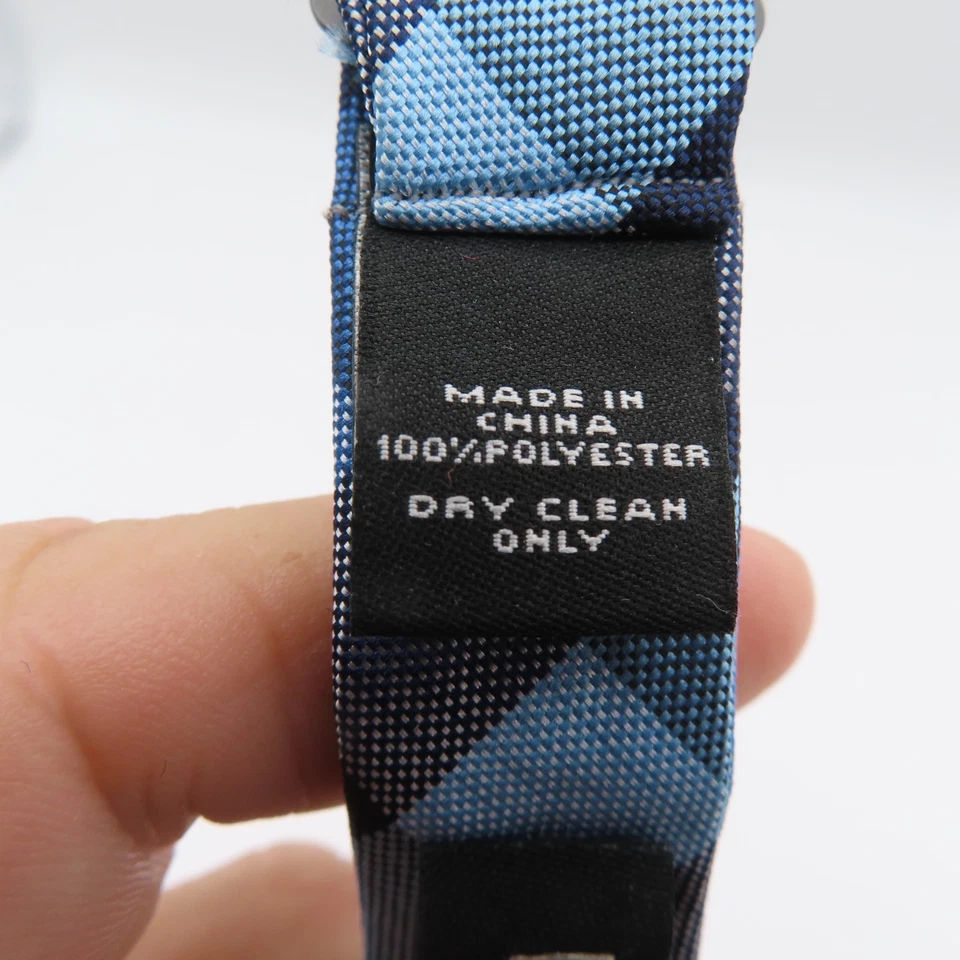 MADE IN
CHINA
100%POLYESTER
DRY CLEAN
ONLY